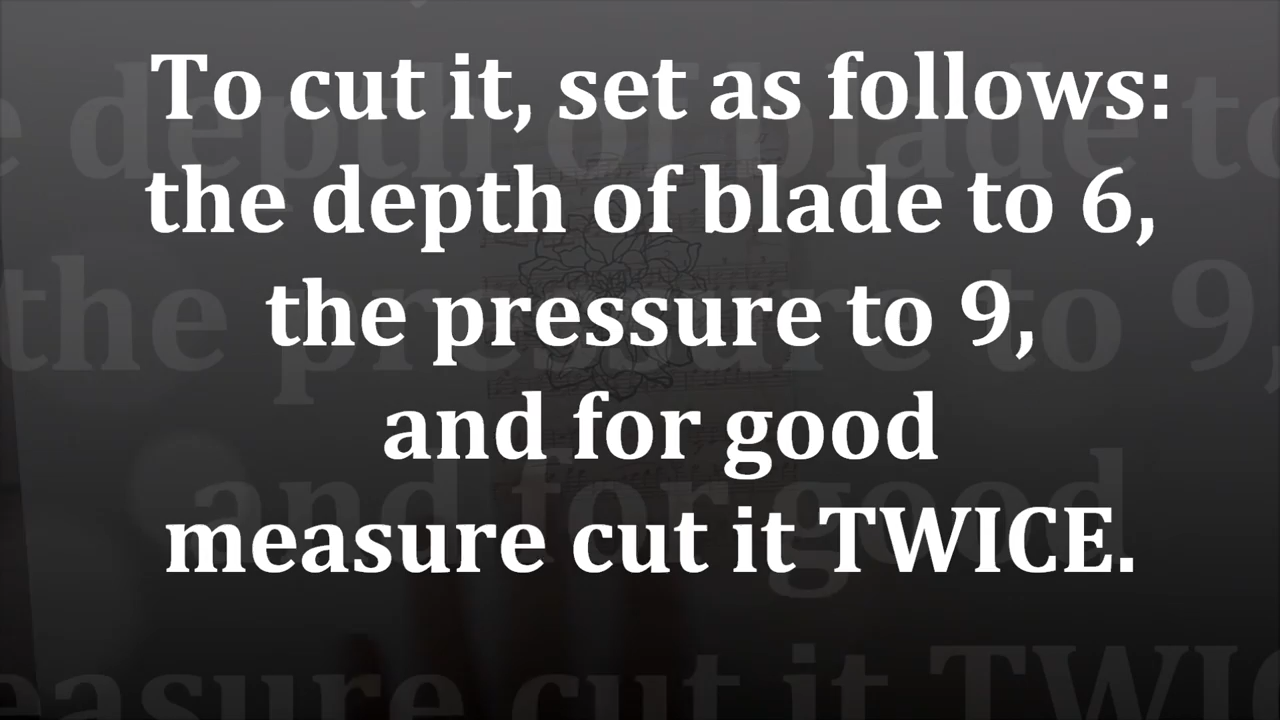 To cut it, set as follows:
the depth of blade to 6,
the pressure to 9,
and for good
measure cut it TWICE.